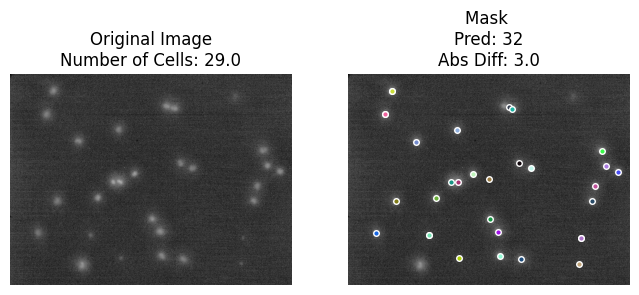 Original Image
Number of Cells: 29.0
Mask
Pred: 32
Abs Diff: 3.0